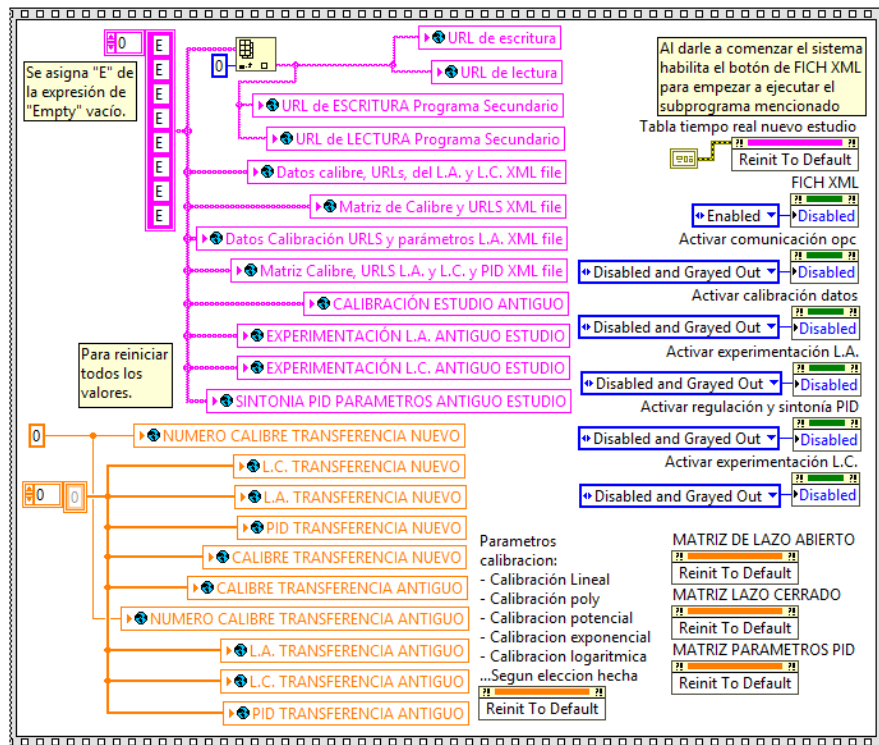 0
E
E
E
E
E
E
E
E
Se asigna "E" de
la expresión de
"Empty" vacío.
0
URL de escritura
URL de lectura
URL de ESCRITURA Programa Secundario
URL de LECTURA Programa Secundario
Datos calibre, URLs, del L.A. y L.C. XML file
Matriz de Calibre y URLS XML file
Datos Calibración URLS y parámetros L.A. XML file
Matriz Calibre, URLS L.A. y L.C. y PID XML file
CALIBRACIÓN ESTUDIO ANTIGUO
EXPERIMENTACIÓN L.A. ANTIGUO ESTUDIO
EXPERIMENTACIÓN L.C. ANTIGUO ESTUDIO
SINTONIA PID PARAMETROS ANTIGUO ESTUDIO
Para reiniciar
todos los
valores.
0
NUMERO CALIBRE TRANSFERENCIA NUEVO
0
0
L.C. TRANSFERENCIA NUEVO
L.A. TRANSFERENCIA NUEVO
PID TRANSFERENCIA NUEVO
CALIBRE TRANSFERENCIA NUEVO
CALIBRE TRANSFERENCIA ANTIGUO
NUMERO CALIBRE TRANSFERENCIA ANTIGUO
L.A. TRANSFERENCIA ANTIGUO
L.C. TRANSFERENCIA ANTIGUO
PID TRANSFERENCIA ANTIGUO
Al darle a comenzar el sistema
habilita el botón de FICH XML
para empezar a ejecutar el
subprograma mencionado
Tabla tiempo real nuevo estudio
Reinit To Default
FICH XML
Enabled
Disabled
Activar comunicación opc
Disabled and Grayed Out
Disabled
Activar calibración datos
Disabled and Grayed Out
Disabled
Activar experimentación L.A.
Disabled and Grayed Out
Disabled
Activar regulación y sintonía PID
Disabled and Grayed Out
Disabled
Activar experimentación L.C.
Disabled and Grayed Out
Disabled
Parametros
calibracion:
- Calibración Lineal
- Calibración poly
- Calibracion potencial
- Calibracion exponencial
- Calibracion logaritmica
...Segun eleccion hecha
Reinit To Default
MATRIZ DE LAZO ABIERTO
Reinit To Default
MATRIZ LAZO CERRADO
Reinit To Default
MATRIZ PARAMETROS PID
Reinit To Default